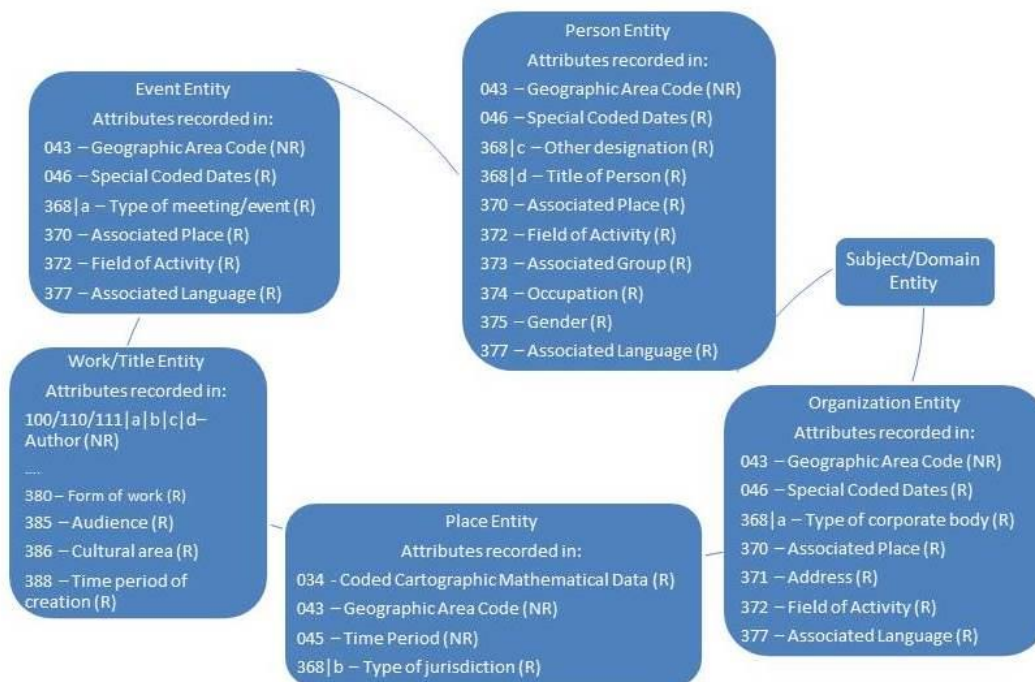 Person Entity
Attributes recorded in:
043 – Geographic Area Code (NR)
046 – Special Coded Dates (R)
368|c – Other designation (R)
368|d – Title of Person (R)
370 – Associated Place (R)
372 – Field of Activity (R)
373 – Associated Group (R)
374 – Occupation (R)
375 – Gender (R)
377 – Associated Language (R)
Event Entity
Attributes recorded in:
043 – Geographic Area Code (NR)
046 – Special Coded Dates (R)
368|a – Type of meeting/event (R)
370 – Associated Place (R)
372 – Field of Activity (R)
377 – Associated Language (R)
Subject/Domain
Entity
Work/Title Entity
Attributes recorded in:
100/110/111|a|b|c|d–
Author (NR)
....
380 – Form of work (R)
385 – Audience (R)
386 – Cultural area (R)
388 – Time period of
creation (R)
Organization Entity
Attributes recorded in:
043 – Geographic Area Code (NR)
046 – Special Coded Dates (R)
368|a – Type of corporate body (R)
370 – Associated Place (R)
371 – Address (R)
372 – Field of Activity (R)
377 – Associated Language (R)
Place Entity
Attributes recorded in:
034 - Coded Cartographic Mathematical Data (R)
043 – Geographic Area Code (NR)
045 – Time Period (NR)
368|b – Type of jurisdiction (R)